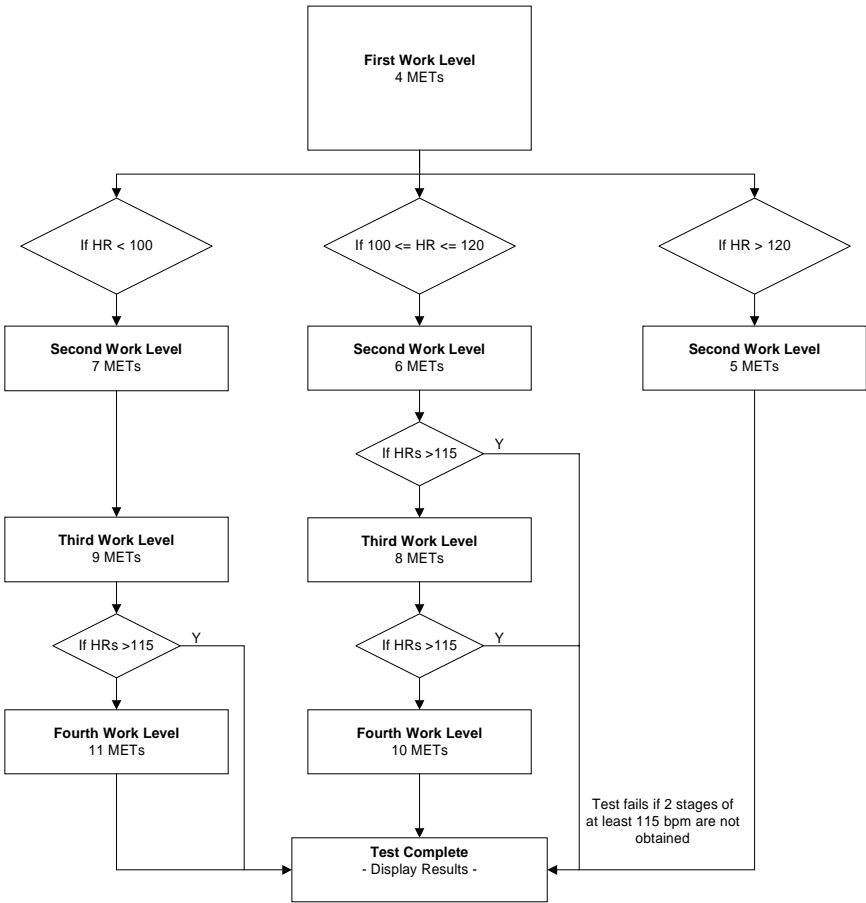 First Work Level
4 METs
If HR < 100
If 100 <= HR <= 120
If HR > 120
Second Work Level
7 METs
Second Work Level
6 METs
Second Work Level
5 METs
If HRs >115
Y
Third Work Level
9 METs
Third Work Level
8 METs
If HRs >115
Y
If HRs >115
Y
Fourth Work Level
11 METs
Fourth Work Level
10 METs
Test fails if 2 stages of
at least 115 bpm are not
obtained
Test Complete
- Display Results -